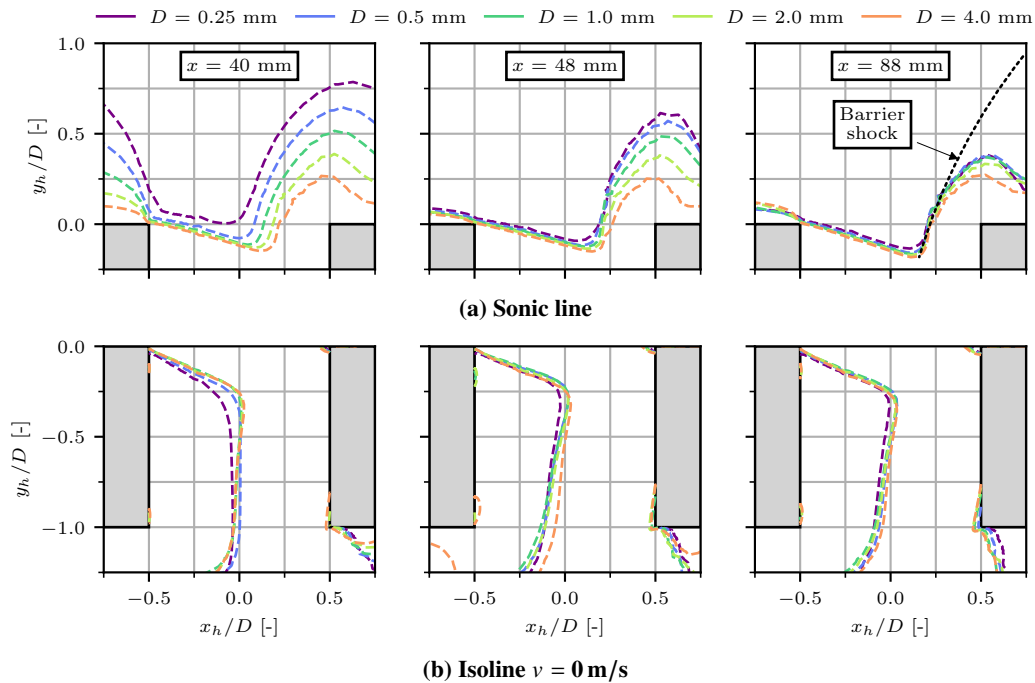 D = 0.25 mm D = 0.5 mm D = 1.0 mm D = 2.0 mm D = 4.0 mm
x = 40 mm x = 48 mm x = 88 mm
Barrier
shock
y_h/D [-]
1.0
0.5
0.0
(a) Sonic line
0.0
−0.5
−1.0
y_h/D [-]
−0.5 0.0 0.5 −0.5 0.0 0.5 −0.5 0.0 0.5
x_h/D [-] x_h/D [-] x_h/D [-]
(b) Isoline v = 0 m/s